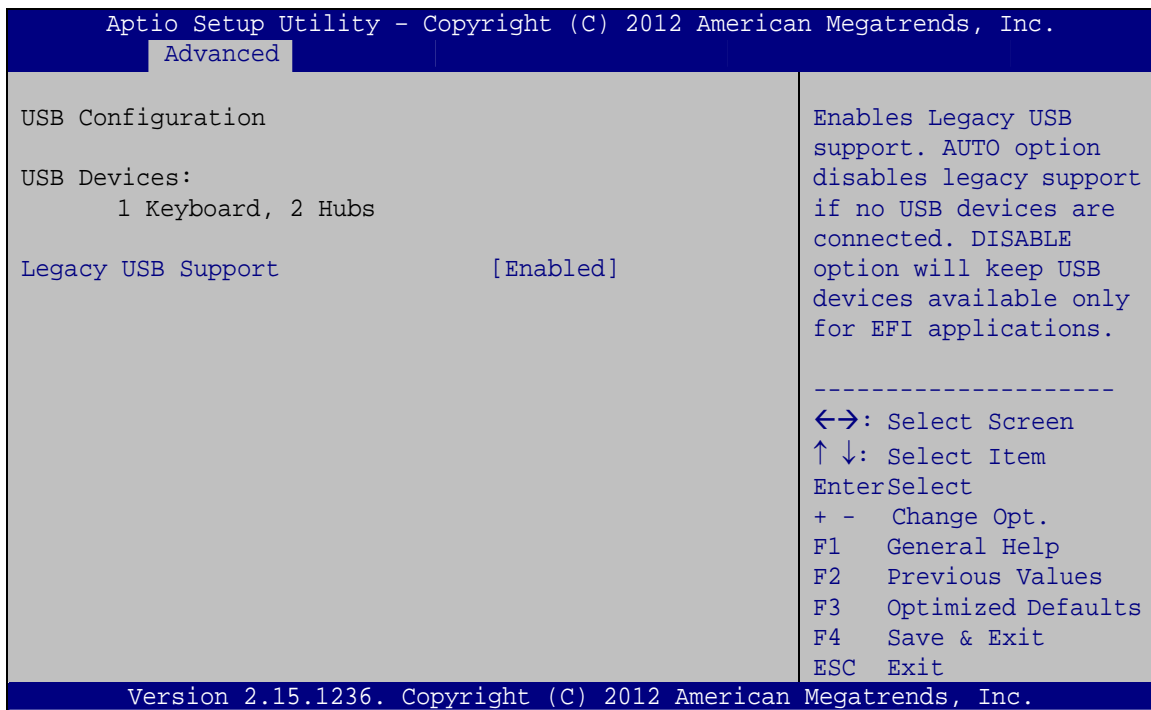 Aptio Setup Utility – Copyright (C) 2012 American Megatrends, Inc.
Advanced
USB Configuration
USB Devices:
1 Keyboard, 2 Hubs
Legacy USB Support [Enabled]
Enables Legacy USB
support. AUTO option
disables legacy support
if no USB devices are
connected. DISABLE
option will keep USB
devices available only
for EFI applications.
---------------------
←→: Select Screen
↑ ↓: Select Item
EnterSelect
+ - Change Opt.
F1 General Help
F2 Previous Values
F3 Optimized Defaults
F4 Save & Exit
ESC Exit
Version 2.15.1236. Copyright (C) 2012 American Megatrends, Inc.